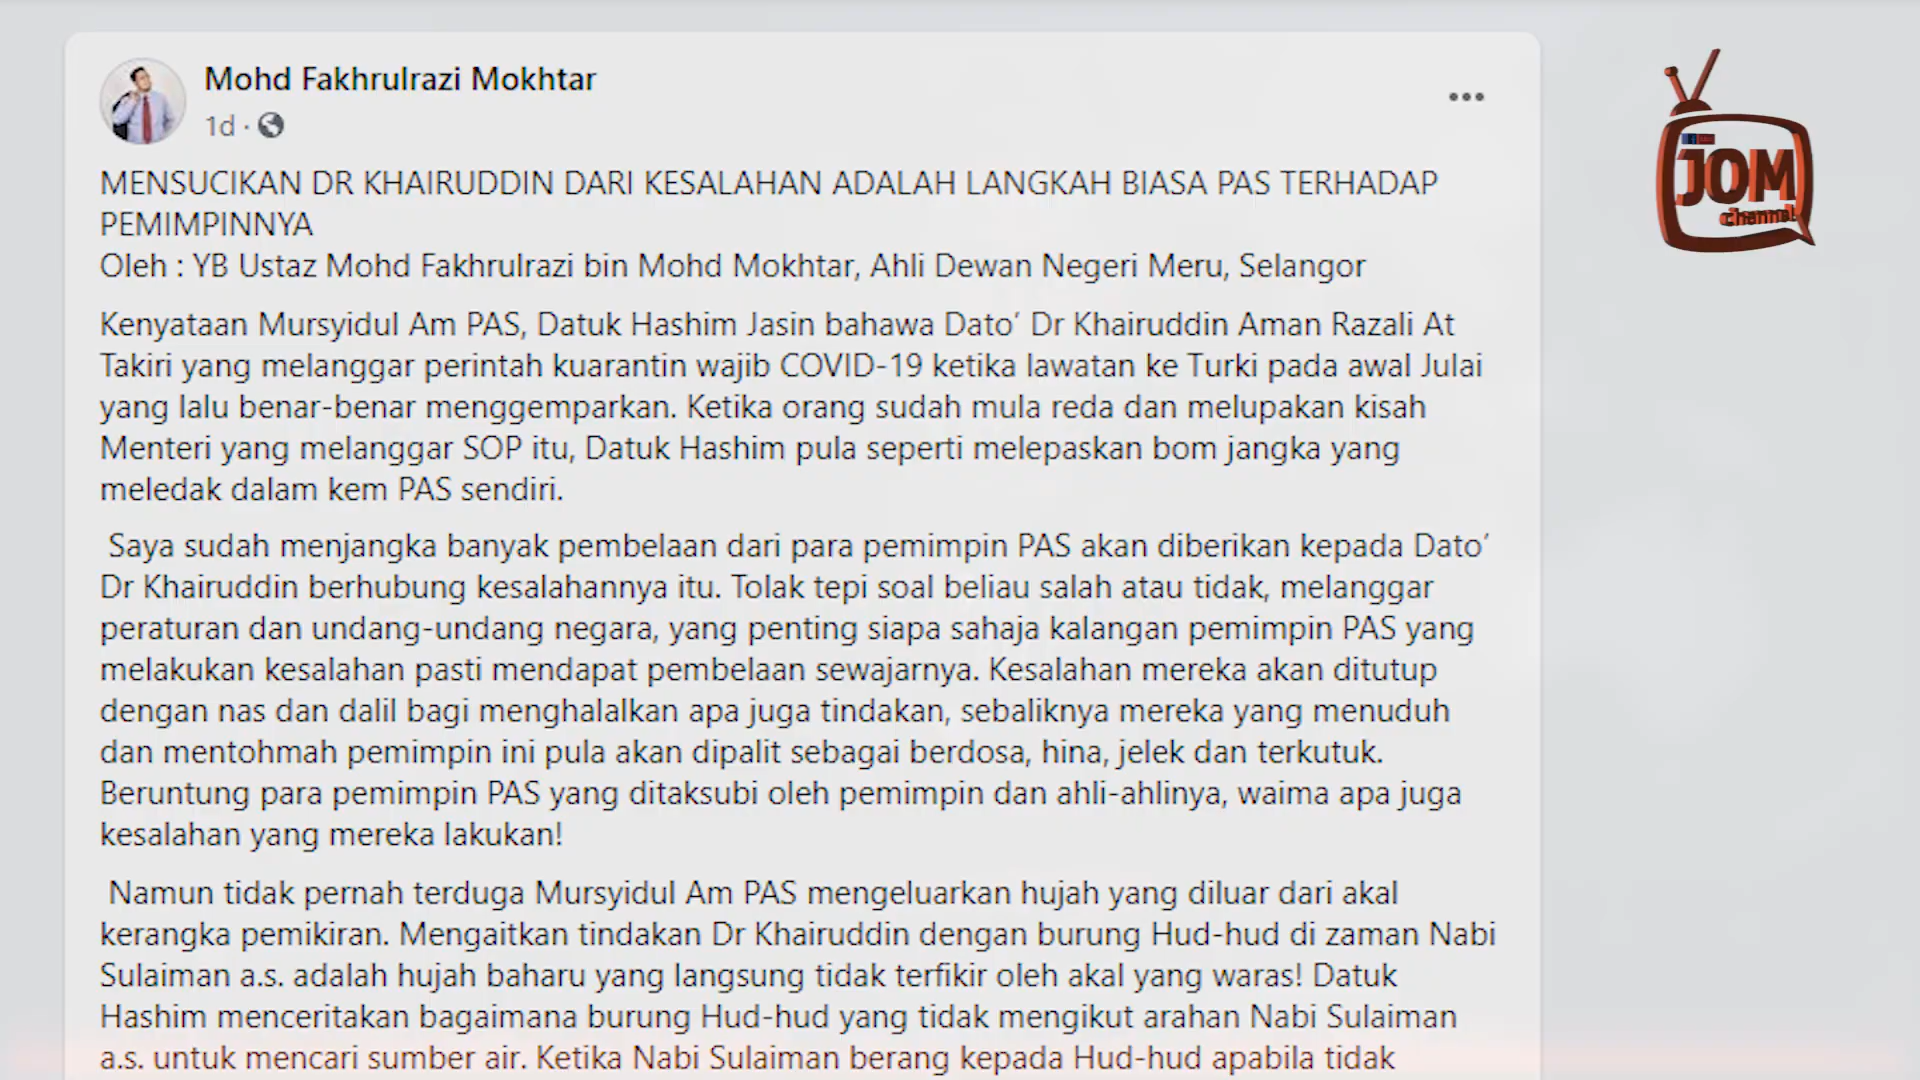 Mohd Fakhrulrazi Mokhtar
1d ·
MENSUCIKAN DR KHAIRUDDIN DARI KESALAHAN ADALAH LANGKAH BIASA PAS TERHADAP
PEMIMPINNYA
Oleh : YB Ustaz Mohd Fakhrulrazi bin Mohd Mokhtar, Ahli Dewan Negeri Meru, Selangor
Kenyataan Mursyidul Am PAS, Datuk Hashim Jasin bahawa Dato’ Dr Khairuddin Aman Razali At
Takiri yang melanggar perintah kuarantin wajib COVID-19 ketika lawatan ke Turki pada awal Julai
yang lalu benar-benar menggemparkan. Ketika orang sudah mula reda dan melupakan kisah
Menteri yang melanggar SOP itu, Datuk Hashim pula seperti melepaskan bom jangka yang
meledak dalam kem PAS sendiri.
Saya sudah menjangka banyak pembelaan dari para pemimpin PAS akan diberikan kepada Dato’
Dr Khairuddin berhubung kesalahannya itu. Tolak tepi soal beliau salah atau tidak, melanggar
peraturan dan undang-undang negara, yang penting siapa sahaja kalangan pemimpin PAS yang
melakukan kesalahan pasti mendapat pembelaan sewajarnya. Kesalahan mereka akan ditutup
dengan nas dan dalil bagi menghalalkan apa juga tindakan, sebaliknya mereka yang menuduh
dan mentohmah pemimpin ini pula akan dipalit sebagai berdosa, hina, jelek dan terkutuk.
Beruntung para pemimpin PAS yang ditaksubi oleh pemimpin dan ahli-ahlinya, waima apa juga
kesalahan yang mereka lakukan!
Namun tidak pernah terduga Mursyidul Am PAS mengeluarkan hujah yang diluar dari akal
kerangka pemikiran. Mengaitkan tindakan Dr Khairuddin dengan burung Hud-hud di zaman Nabi
Sulaiman a.s. adalah hujah baharu yang langsung tidak terfikir oleh akal yang waras! Datuk
Hashim menceritakan bagaimana burung Hud-hud yang tidak mengikut arahan Nabi Sulaiman
a.s. untuk mencari sumber air. Ketika Nabi Sulaiman berang kepada Hud-hud apabila tidak
JOM
channel